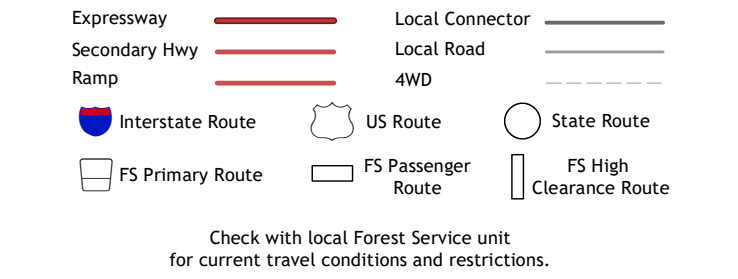 Expressway
Local Connector
Secondary Hwy
Local Road
Ramp
4WD
Interstate Route
US Route
State Route
FS Primary Route
FS Passenger
Route
FS High
Clearance Route
Check with local Forest Service unit
for current travel conditions and restrictions.